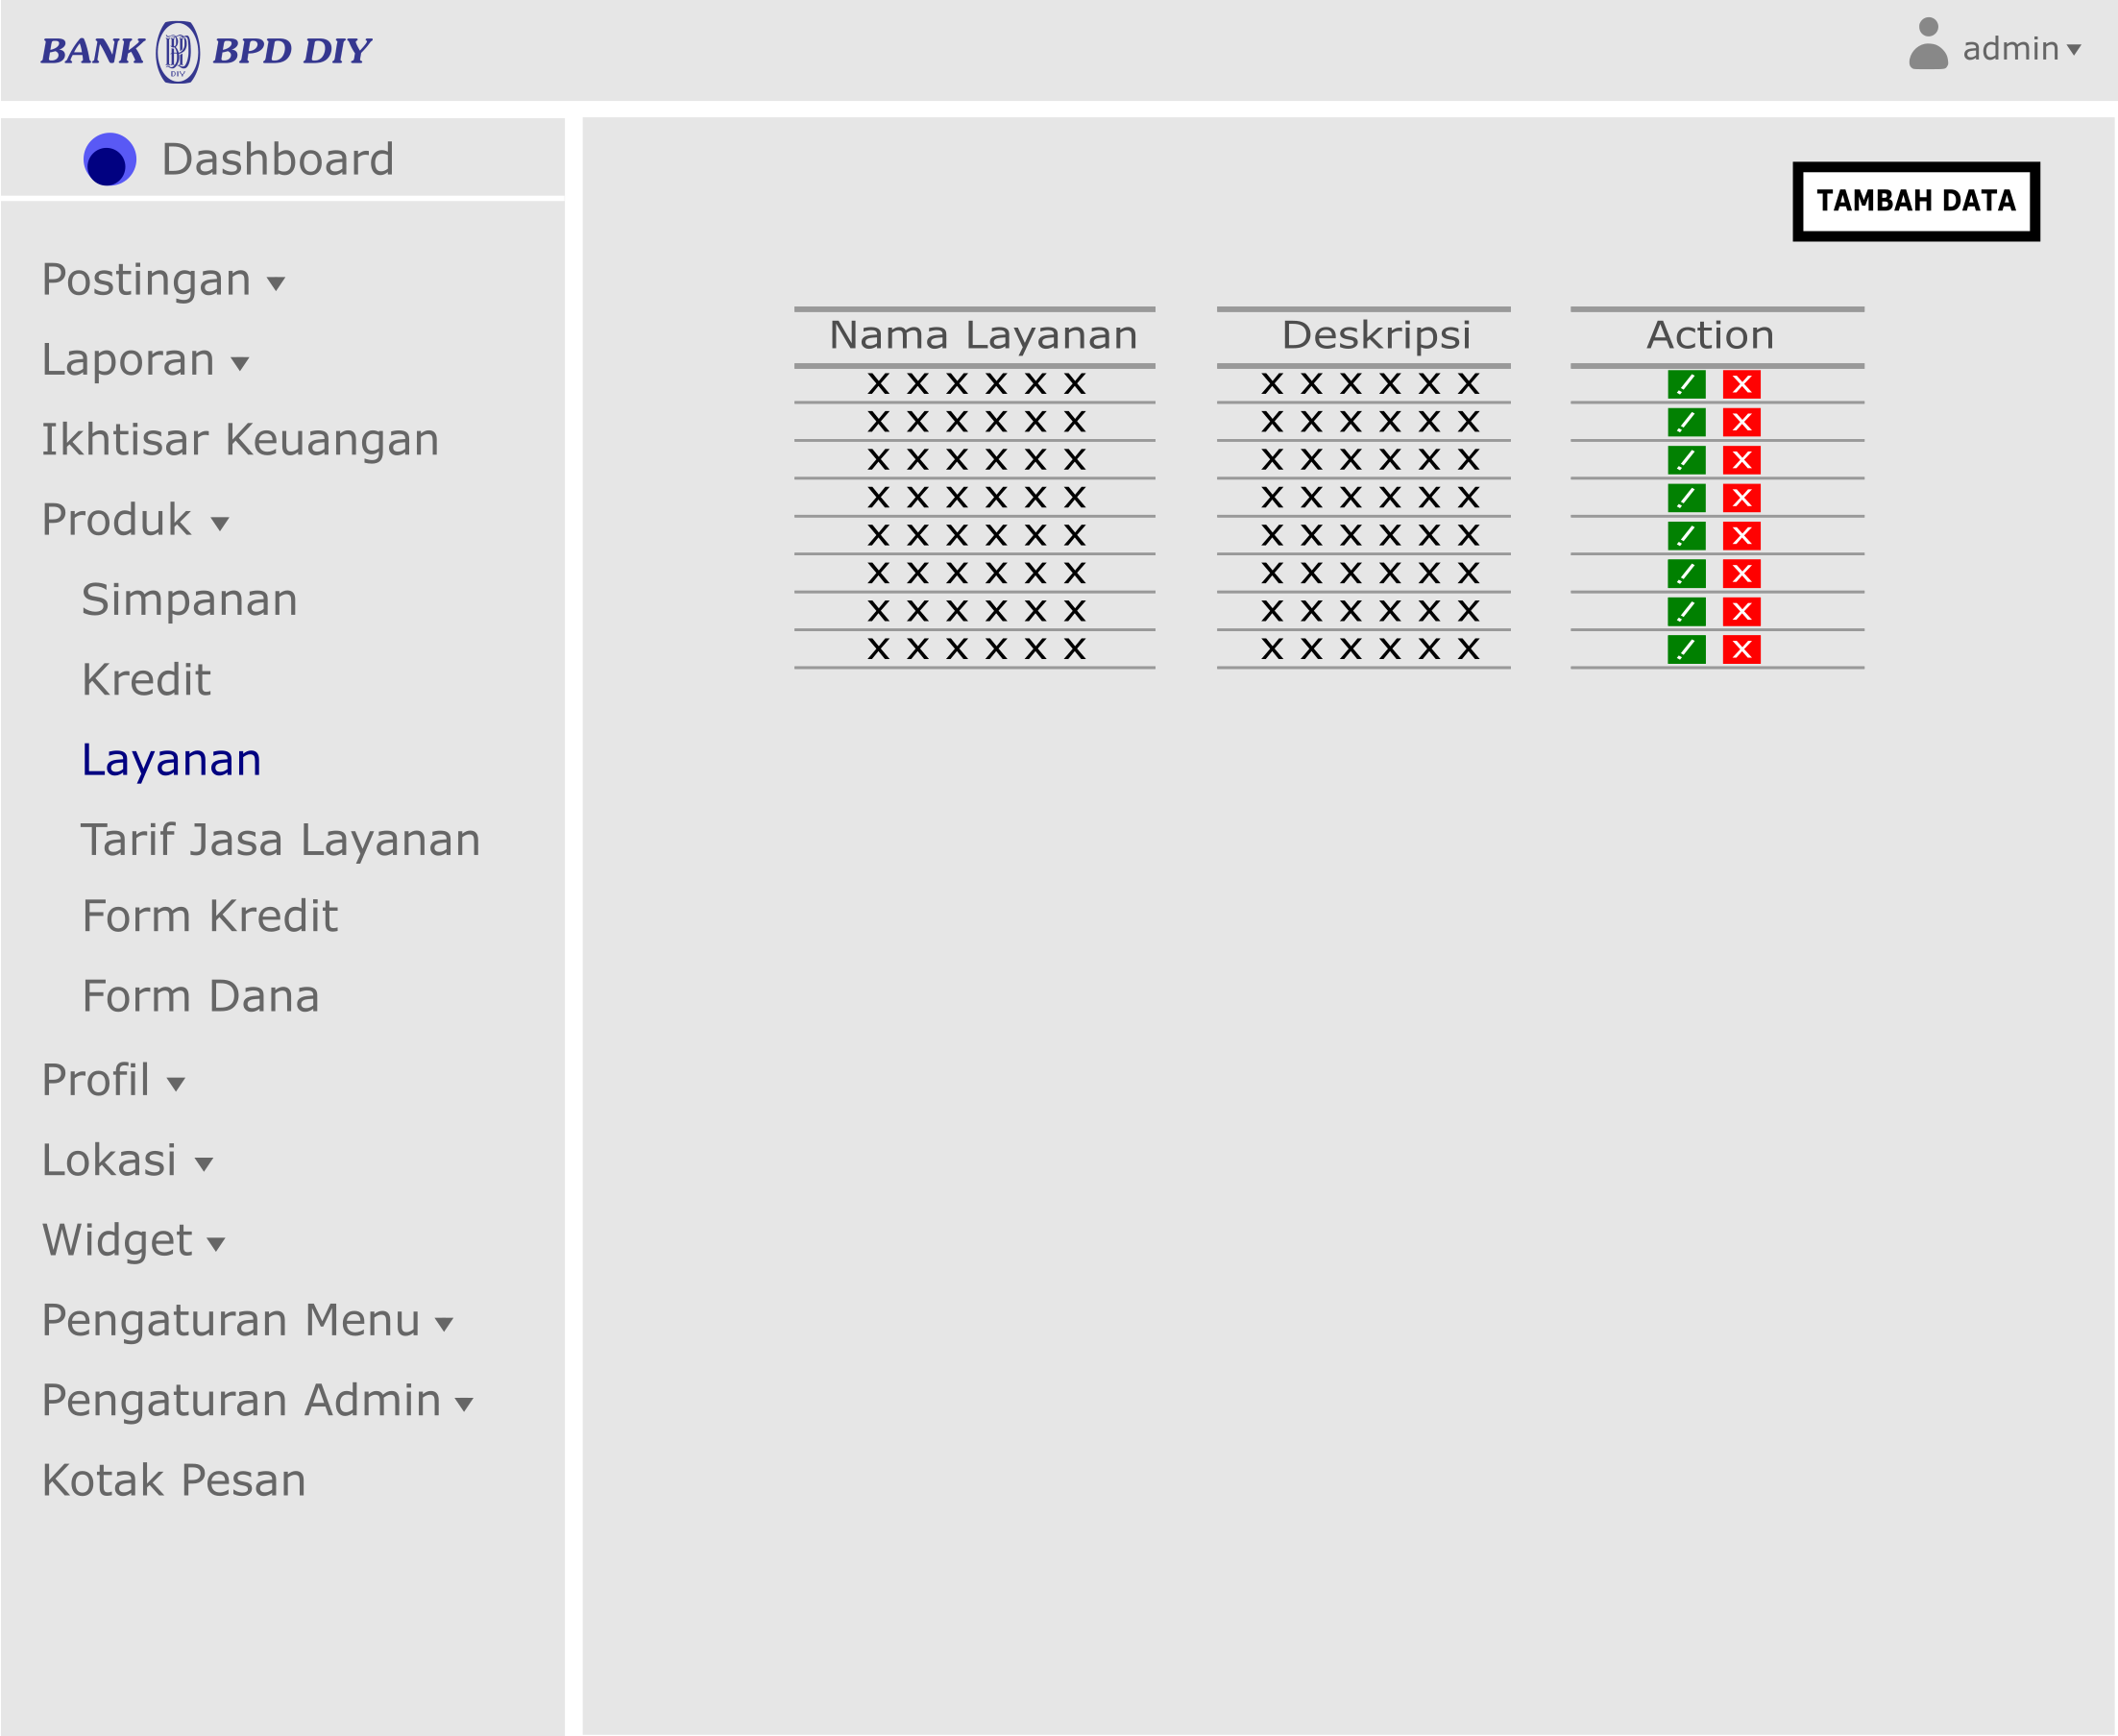 BANK BPD DIY
admin
Dashboard
TAMBAH DATA
Postingan
Laporan
Ikhtisar Keuangan
Produk
Simpanan
Kredit
Layanan
Tarif Jasa Layanan
Form Kredit
Form Dana
Profil
Lokasi
Widget
Pengaturan Menu
Pengaturan Admin
Kotak Pesan
Nama Layanan Deskripsi Action
x x x x x x x x x x x x ! x
x x x x x x x x x x x x ! x
x x x x x x x x x x x x ! x
x x x x x x x x x x x x ! x
x x x x x x x x x x x x ! x
x x x x x x x x x x x x ! x
x x x x x x x x x x x x ! x
x x x x x x x x x x x x ! x